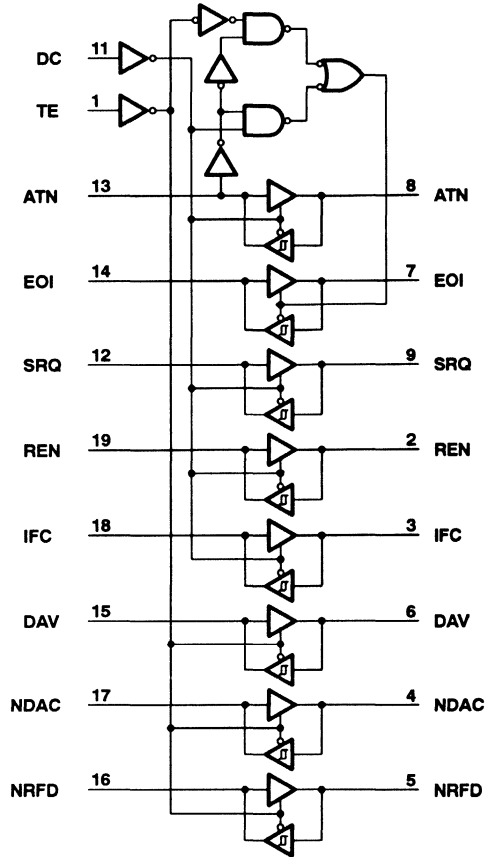 DC 11
TE 1
ATN 13 8 ATN
EOI 14 7 EOI
SRQ 12 9 SRQ
REN 19 2 REN
IFC 18 3 IFC
DAV 15 6 DAV
NDAC 17 4 NDAC
NRFD 16 5 NRFD